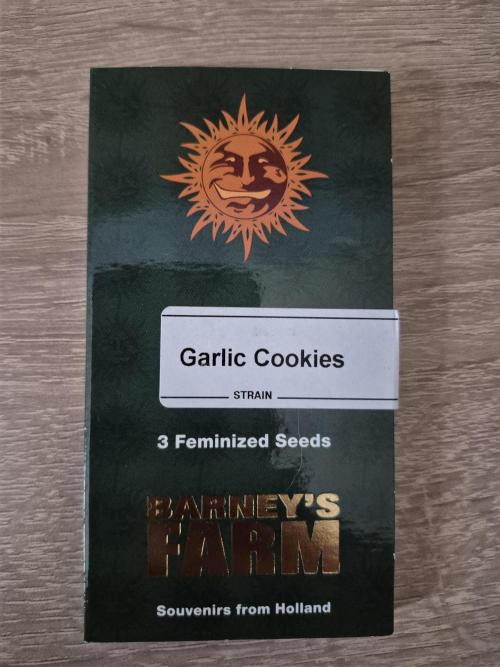 Garlic Cookies
STRAIN
3 Feminized Seeds
BARNEY'S
FARM
Souvenirs from Holland